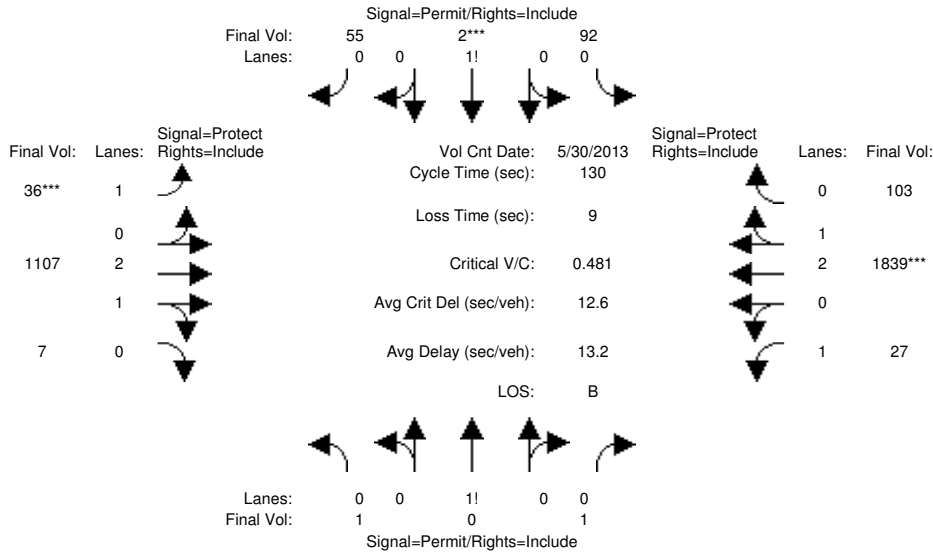 Signal=Permit/Rights=Include
Final Vol: 55 2*** 92
Lanes: 0 0 1! 0 0
Signal=Protect
Final Vol: Lanes: Rights=Include
Vol Cnt Date: 5/30/2013
Signal=Protect
Rights=Include Lanes: Final Vol:
Cycle Time (sec): 130
36*** 1
0 103
Loss Time (sec): 9
0
1
1107 2
Critical V/C: 0.481
2 1839***
1
Avg Crit Del (sec/veh): 12.6
0
7 0
Avg Delay (sec/veh): 13.2
1 27
LOS: B
Lanes: 0 0 1! 0 0
Final Vol: 1 0 1
Signal=Permit/Rights=Include